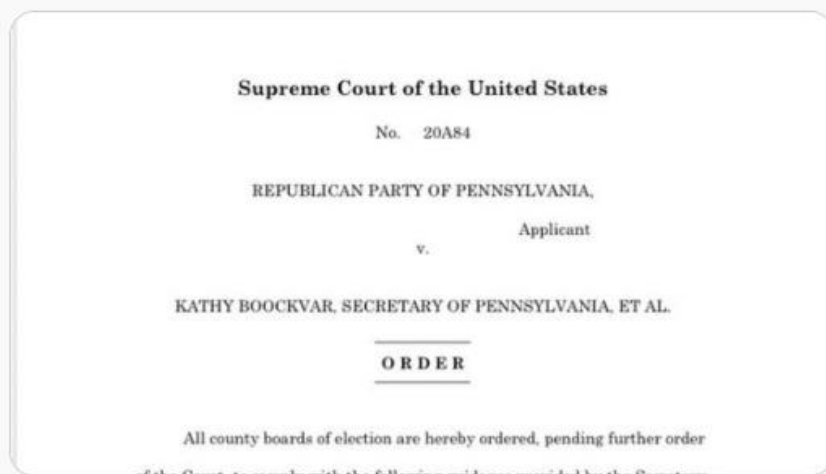 Supreme Court of the United States
No. 20A84
REPUBLICAN PARTY OF PENNSYLVANIA,
Applicant
v.
KATHY BOOCKVAR, SECRETARY OF PENNSYLVANIA, ET AL.
ORDER
All county boards of election are hereby ordered, pending further order